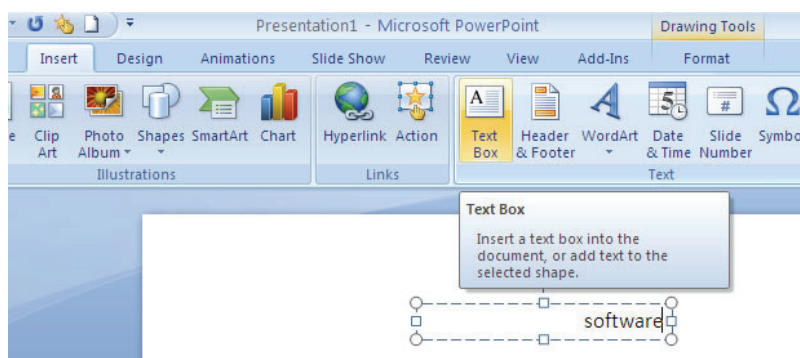 Presentation1 - Microsoft PowerPoint Drawing Tools
Insert Design Animations Slide Show Review View Add-Ins Format
Clip Art
Photo Album
Shapes
SmartArt
Chart
Hyperlink
Action
A
Text Box
Header & Footer
A
WordArt
5
Date & Time
#
Slide Number
Ω
Symbo
Illustrations Links Text
Text Box
Insert a text box into the
document, or add text to the
selected shape.
software